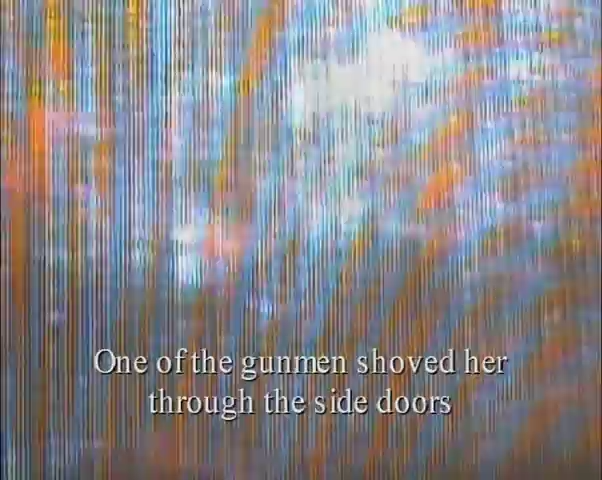 One of the gunmen shoved her
through the side doors